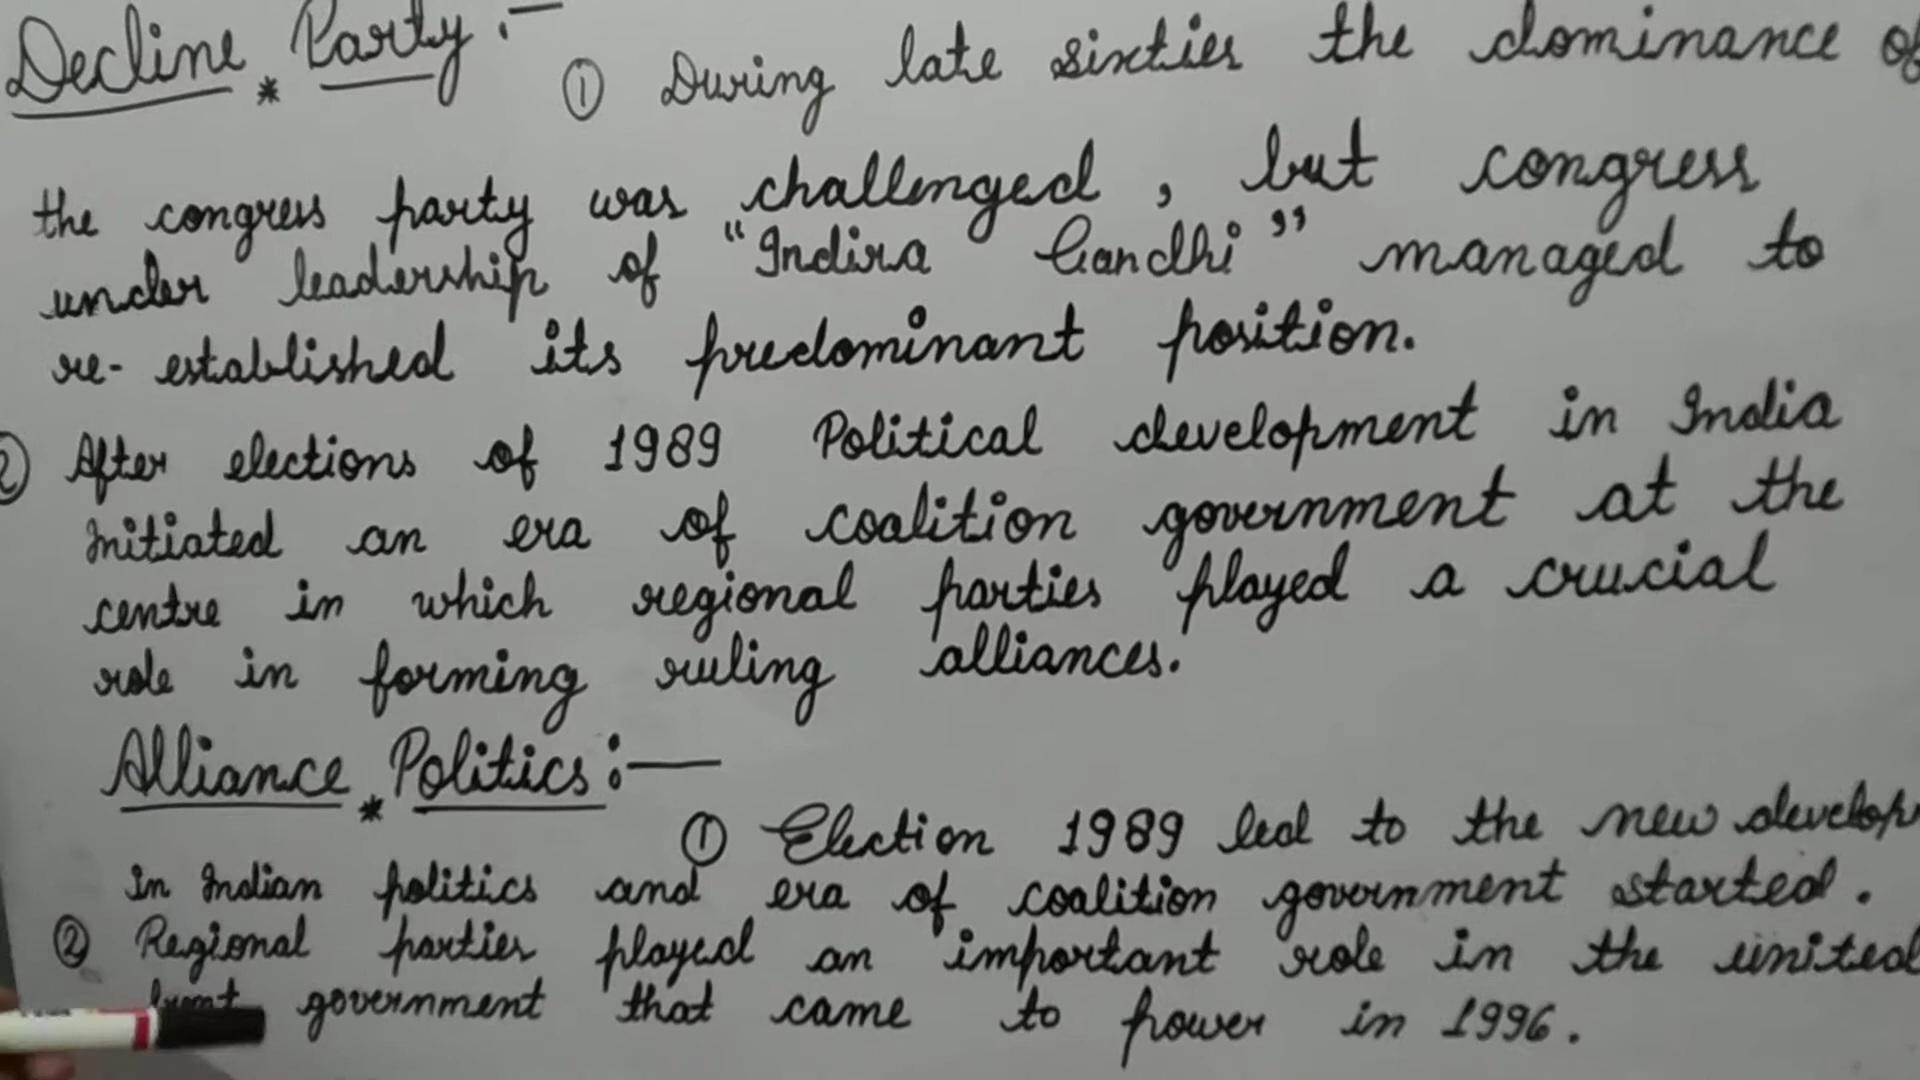 Decline Party :-
① During late sixties the dominance of
the congress party was challenged, but congress
under leadership of "Indira Gandhi" managed to
re-established its predominant position.
② After elections of 1989 Political development in India
Initiated an era of coalition government at the
centre in which regional parties played a crucial
role in forming ruling alliances.
Alliance Politics :-
① Election 1989 led to the new develop
In Indian politics and era of coalition government started.
② Regional parties played an important role in the united
government that came to power in 1996.